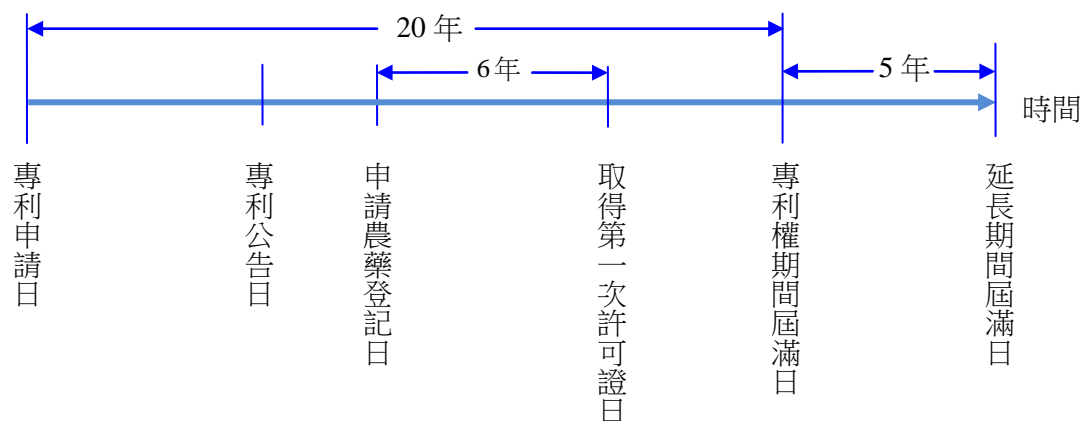 20 年
6年
5 年
時間
專利申請日
專利公告日
申請農藥登記日
取得第一次許可證日
專利權期間屆滿日
延長期間屆滿日